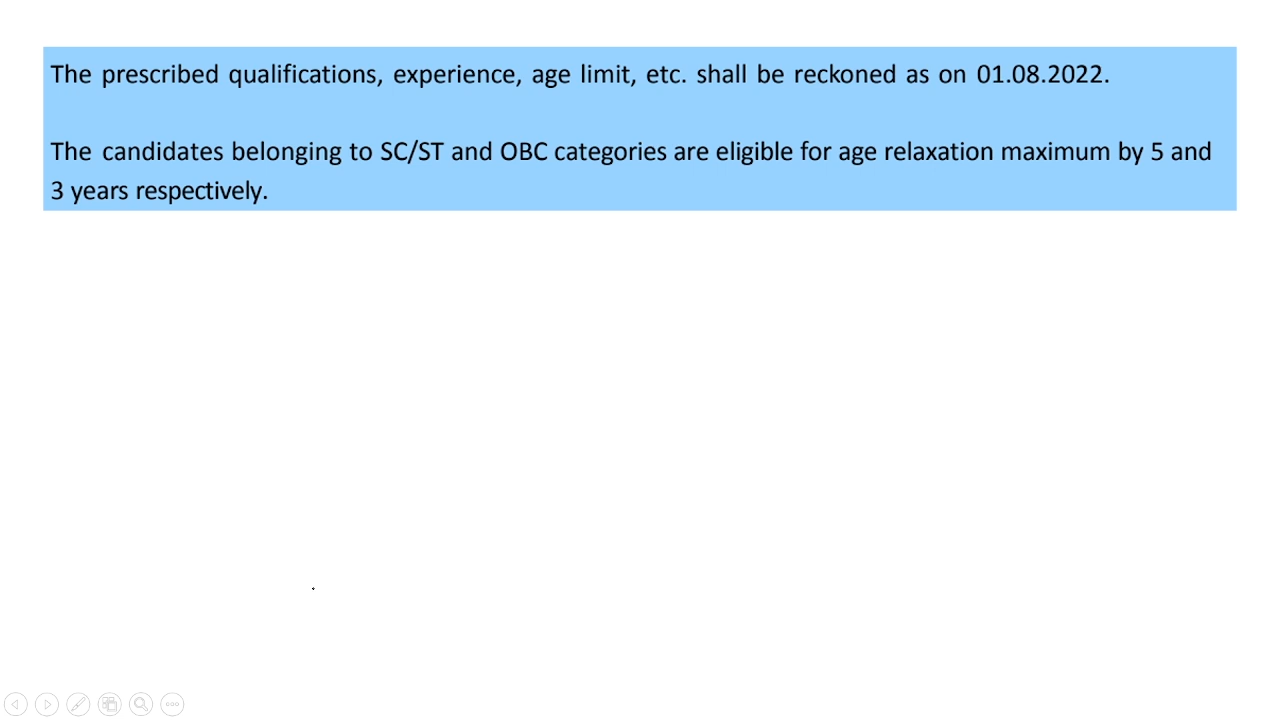 The prescribed qualifications, experience, age limit, etc. shall be reckoned as on 01.08.2022.
The candidates belonging to SC/ST and OBC categories are eligible for age relaxation maximum by 5 and
3 years respectively.